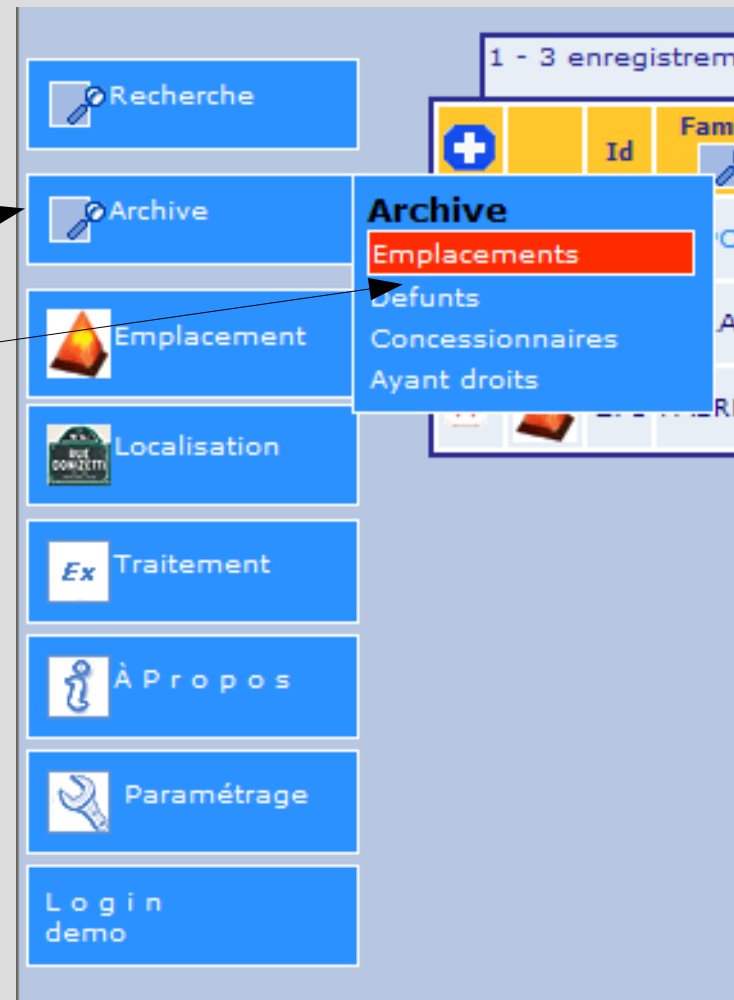 1 - 3 enregistrem
Recherche
Id
Fam
Archive
Archive
Emplacements
Defunts
Concessionnaires
Ayant droits
Emplacement
RUE
DONIZETTI
Localisation
Ex
Traitement
À P r o p o s
Paramétrage
L o g i n
demo